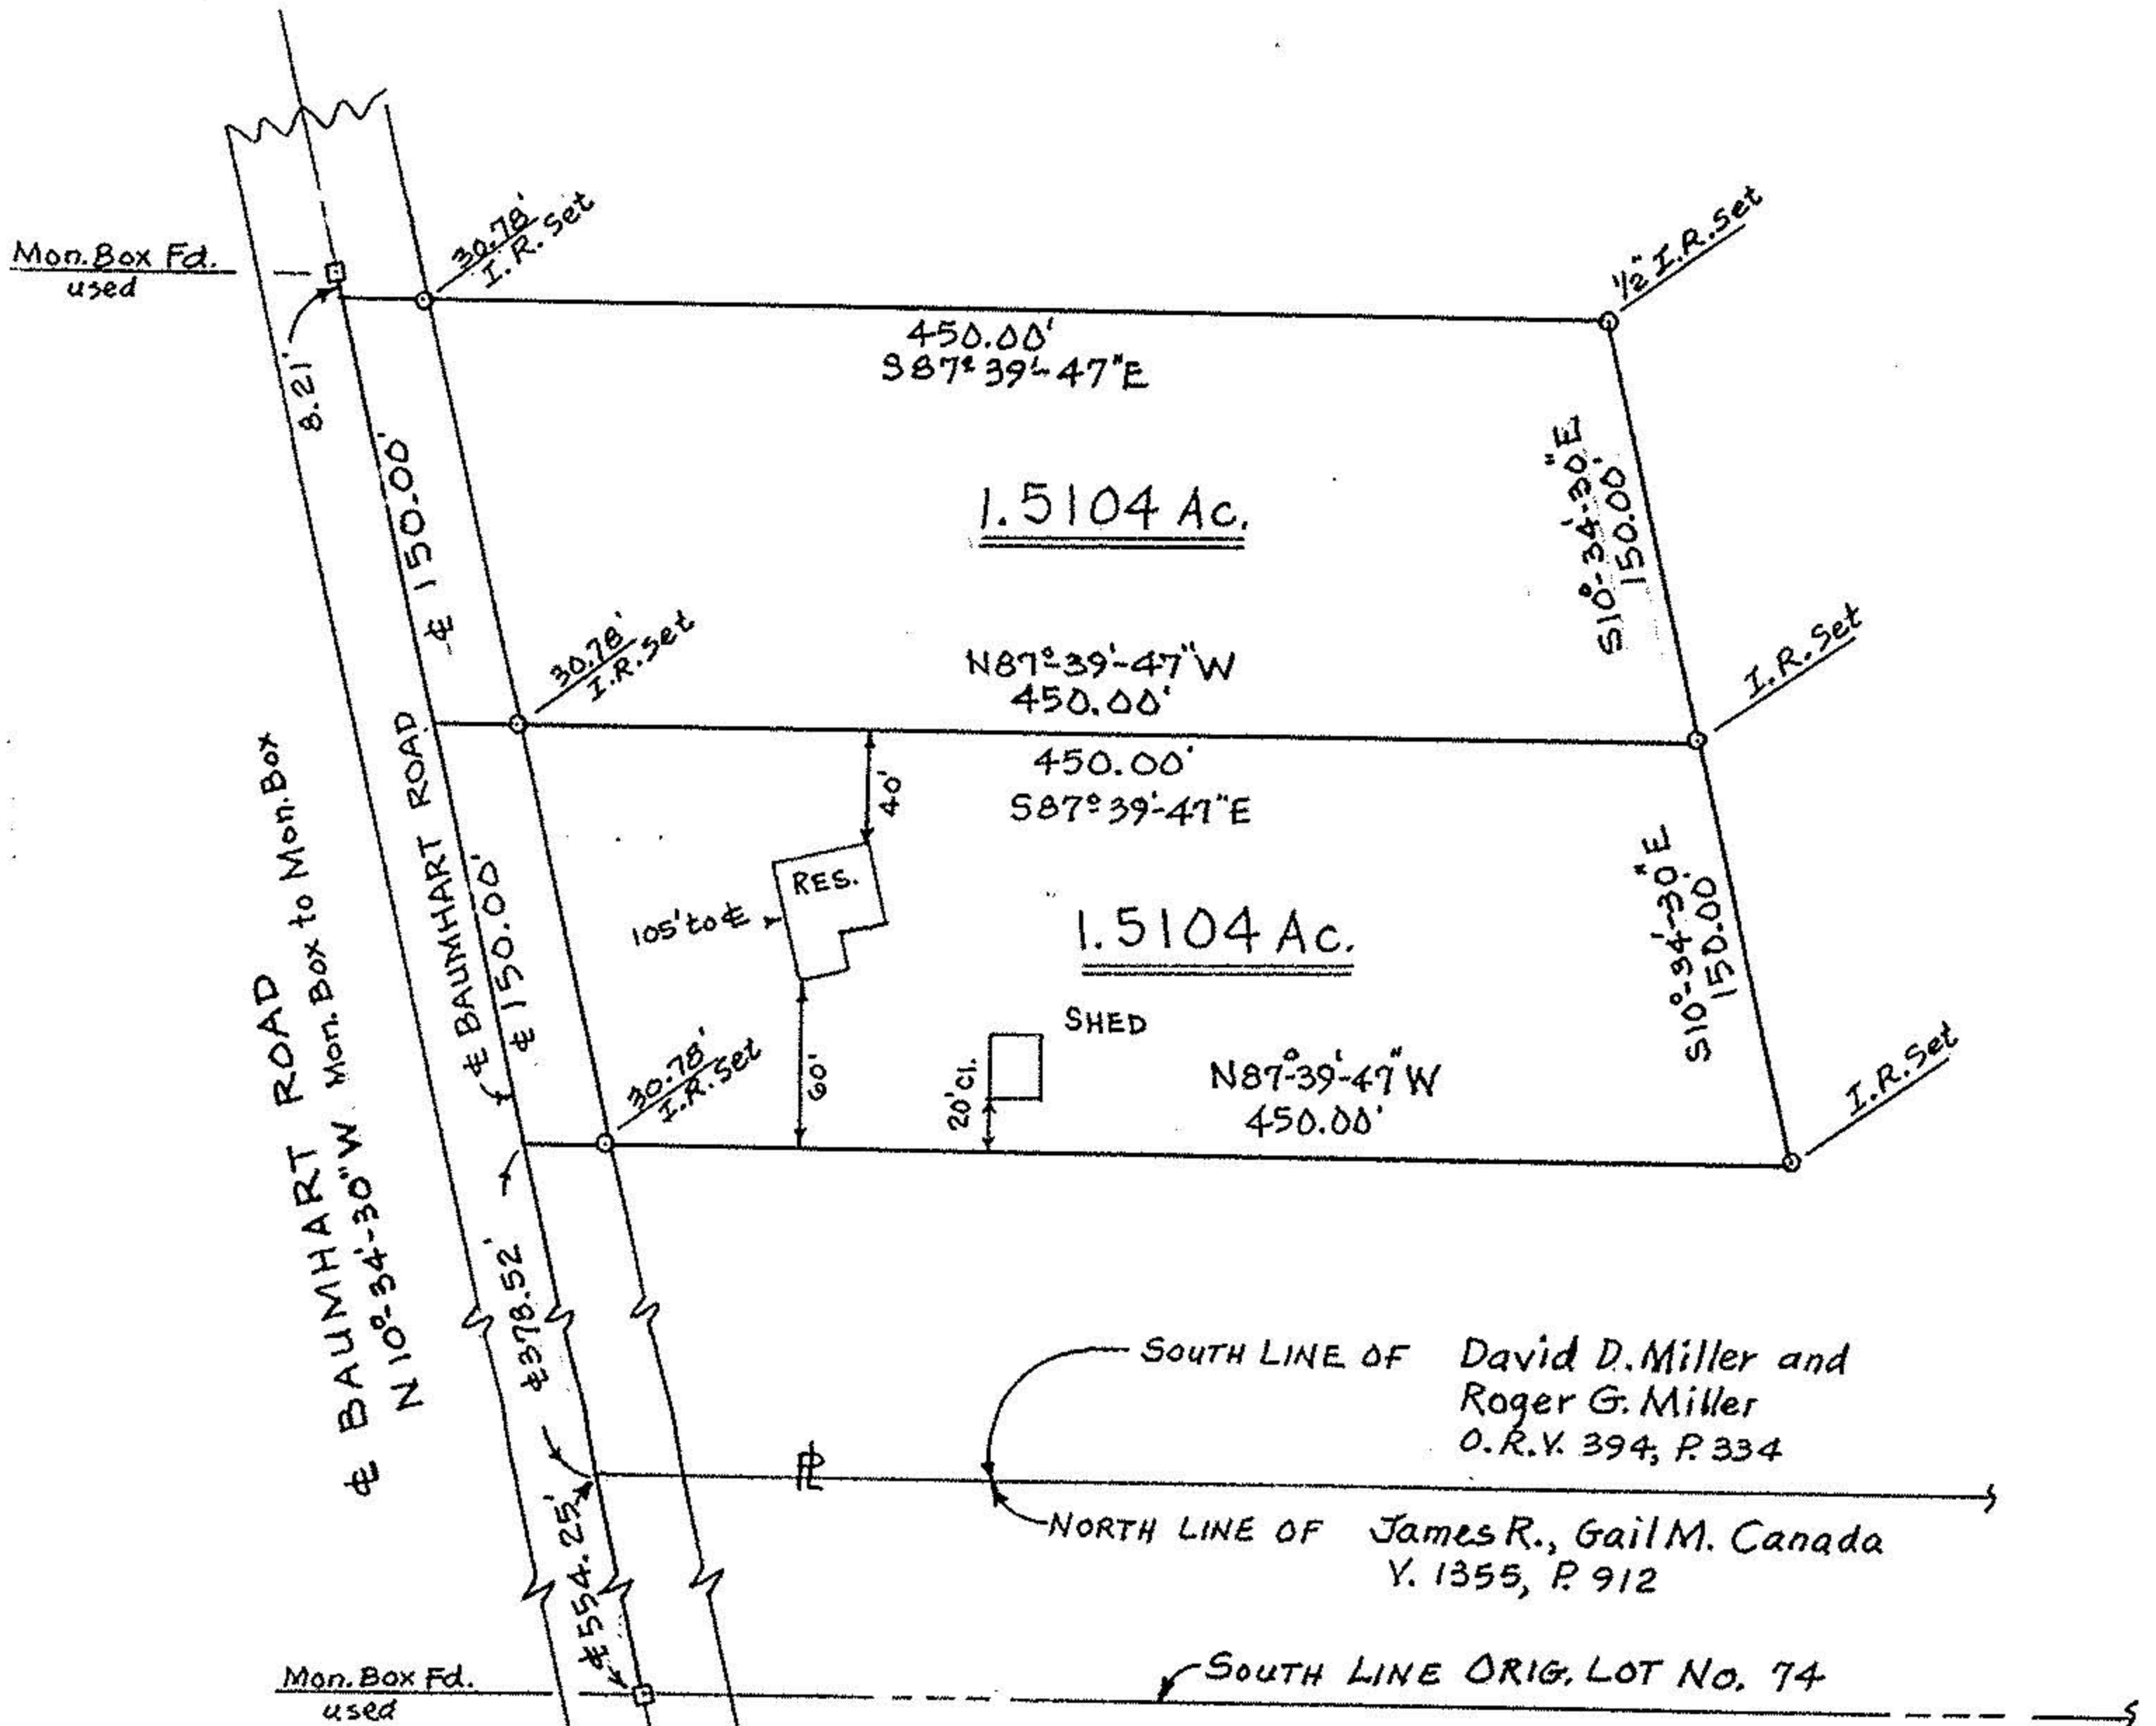 Mon. Box Fd.
used
8.21'
30.78'
I.R. Set
1/2" I.R. Set
450.00'
S87°-39'-47"E
℄ 150.00'
1.5104 Ac.
S10°-34'-30"E
150.00'
30.78'
I.R. Set
N87°-39'-47"W
450.00'
I.R. Set
450.00'
S87°-39'-47"E
40'
RES.
105' to ℄
℄ BAUMHART ROAD
℄ 150.00'
1.5104 Ac.
S10°-34'-30"E
150.00'
60'
SHED
20' Cl.
N87°-39'-47"W
450.00'
30.78'
I.R. Set
I.R. Set
℄ BAUMHART ROAD
N 10°-34'-30"W Mon. Box to Mon. Box
℄ 378.52'
SOUTH LINE OF David D. Miller and
Roger G. Miller
O.R.V. 394, P. 334
PL
NORTH LINE OF James R., Gail M. Canada
V. 1355, P. 912
℄ 554.25'
Mon. Box Fd.
used
SOUTH LINE ORIG. LOT No. 74